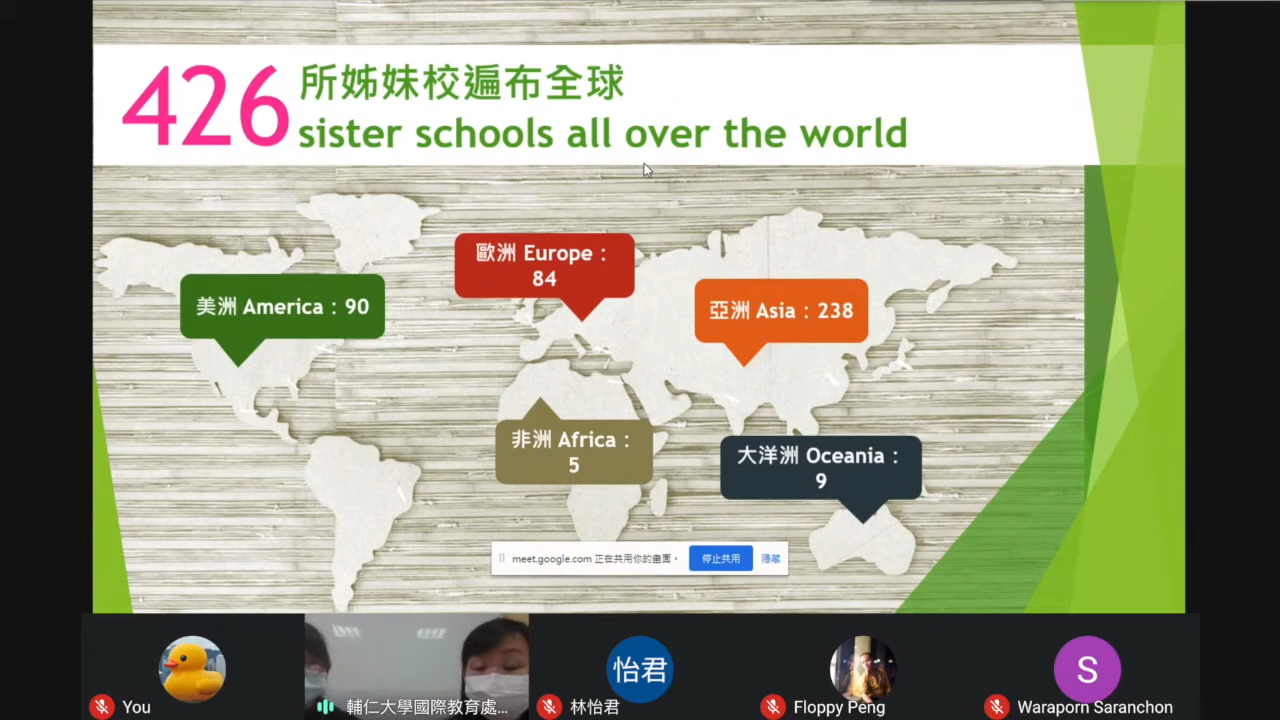 426
所姊妹校遍布全球
sister schools all over the world
歐洲 Europe：
84
美洲 America：90
亞洲 Asia：238
非洲 Africa：
5
大洋洲 Oceania：
9
meet.google.com 正在共用你的畫面。
停止共用
隱藏
怡君
S
You
輔仁大學國際教育處...
林怡君
Floppy Peng
Waraporn Saranchon